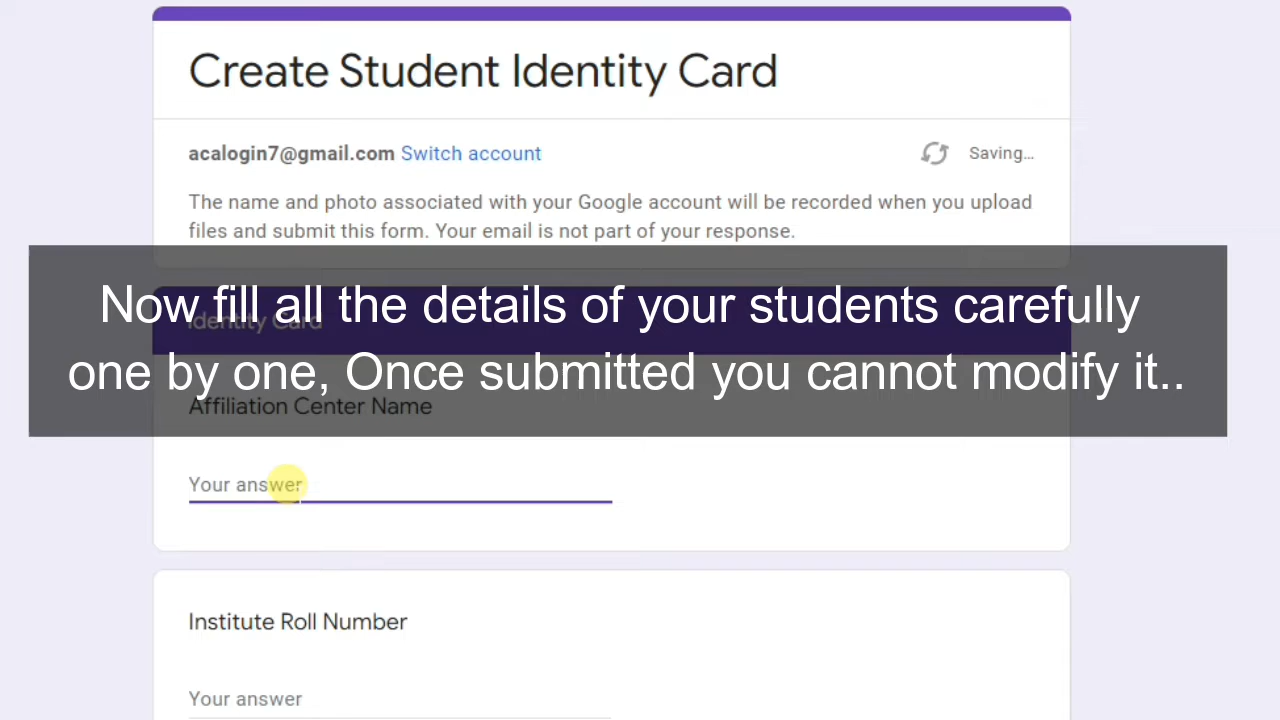 Create Student Identity Card
acalogin7@gmail.com Switch account
Saving...
The name and photo associated with your Google account will be recorded when you upload
files and submit this form. Your email is not part of your response.
Now fill all the details of your students carefully
Identity Card
one by one, Once submitted you cannot modify it..
Affiliation Center Name
Your answer
Institute Roll Number
Your answer